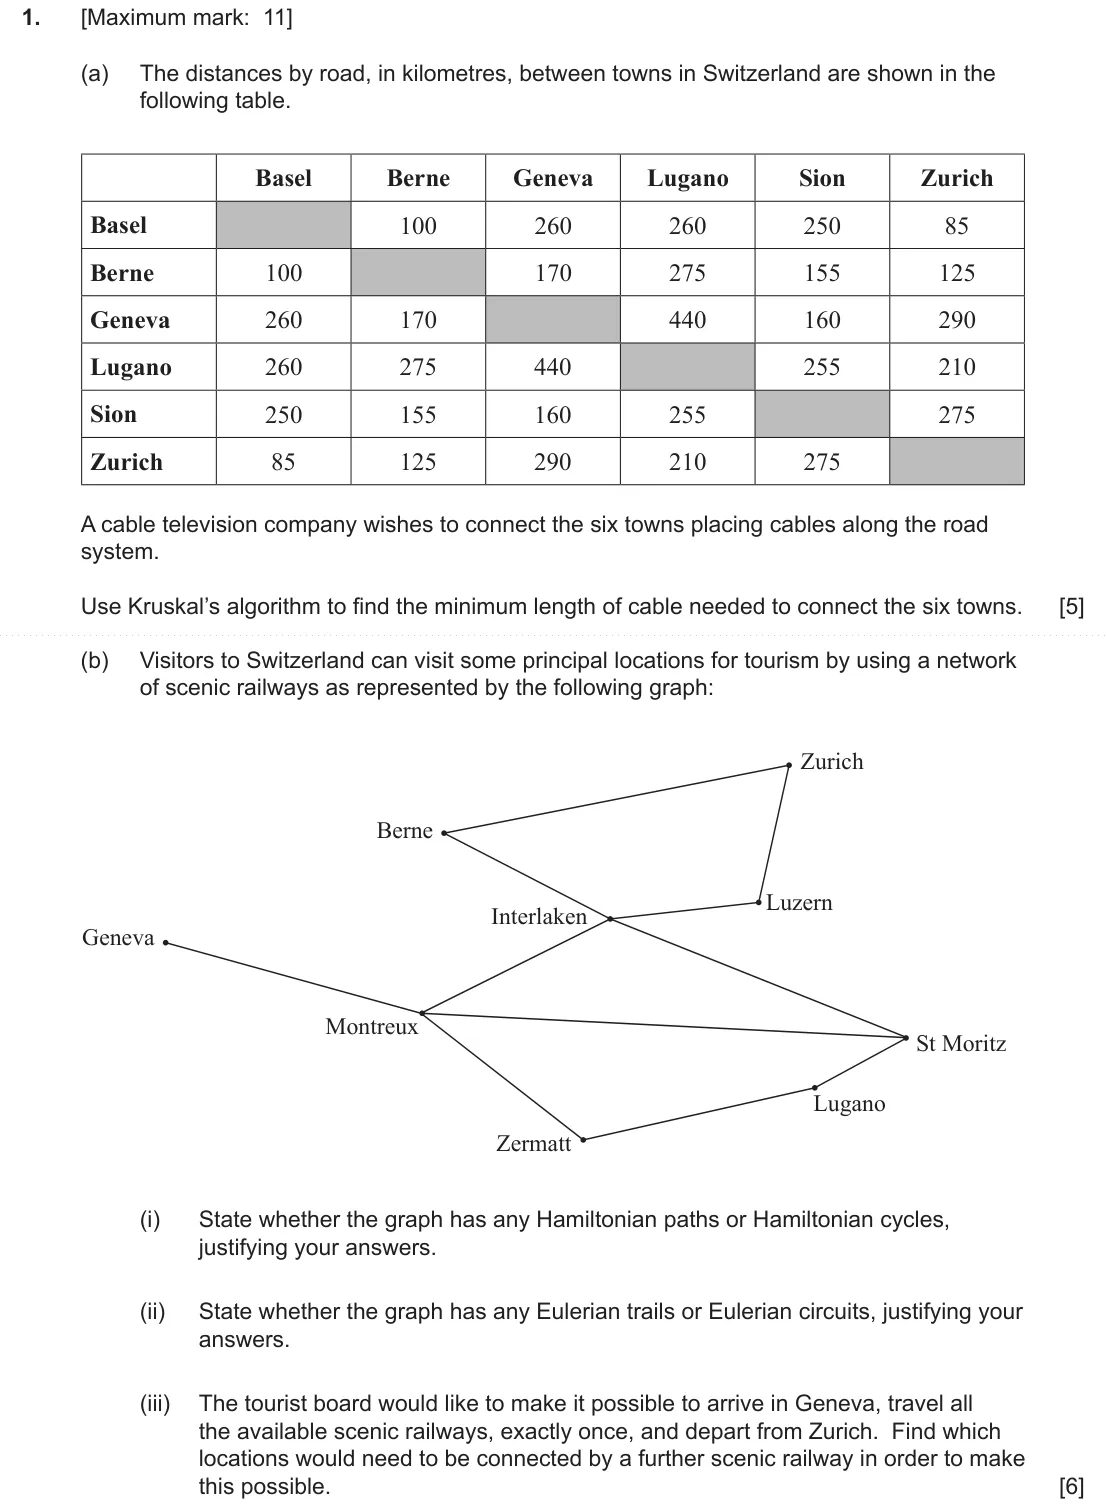 1. [Maximum mark: 11]
(a) The distances by road, in kilometres, between towns in Switzerland are shown in the
following table.
Basel Berne Geneva Lugano Sion Zurich
Basel 100 260 260 250 85
Berne 100 170 275 155 125
Geneva 260 170 440 160 290
Lugano 260 275 440 255 210
Sion 250 155 160 255 275
Zurich 85 125 290 210 275
A cable television company wishes to connect the six towns placing cables along the road
system.
Use Kruskal's algorithm to find the minimum length of cable needed to connect the six towns. [5]
(b) Visitors to Switzerland can visit some principal locations for tourism by using a network
of scenic railways as represented by the following graph:
Zurich
Berne
Luzern
Interlaken
Geneva
Montreux
St Moritz
Lugano
Zermatt
(i) State whether the graph has any Hamiltonian paths or Hamiltonian cycles,
justifying your answers.
(ii) State whether the graph has any Eulerian trails or Eulerian circuits, justifying your
answers.
(iii) The tourist board would like to make it possible to arrive in Geneva, travel all
the available scenic railways, exactly once, and depart from Zurich. Find which
locations would need to be connected by a further scenic railway in order to make
this possible. [6]